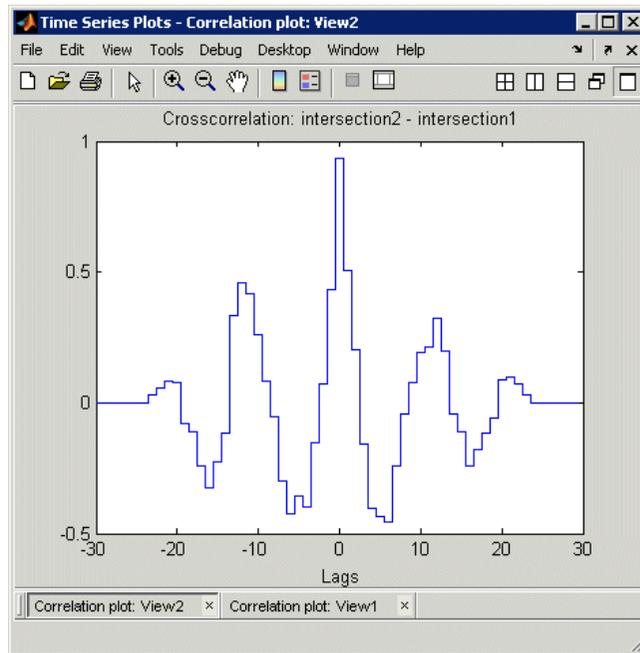 Time Series Plots - Correlation plot: View2
File Edit View Tools Debug Desktop Window Help
Crosscorrelation: intersection2 - intersection1
1
0.5
0
-0.5
-30 -20 -10 0 10 20 30
Lags
Correlation plot: View2 Correlation plot: View1